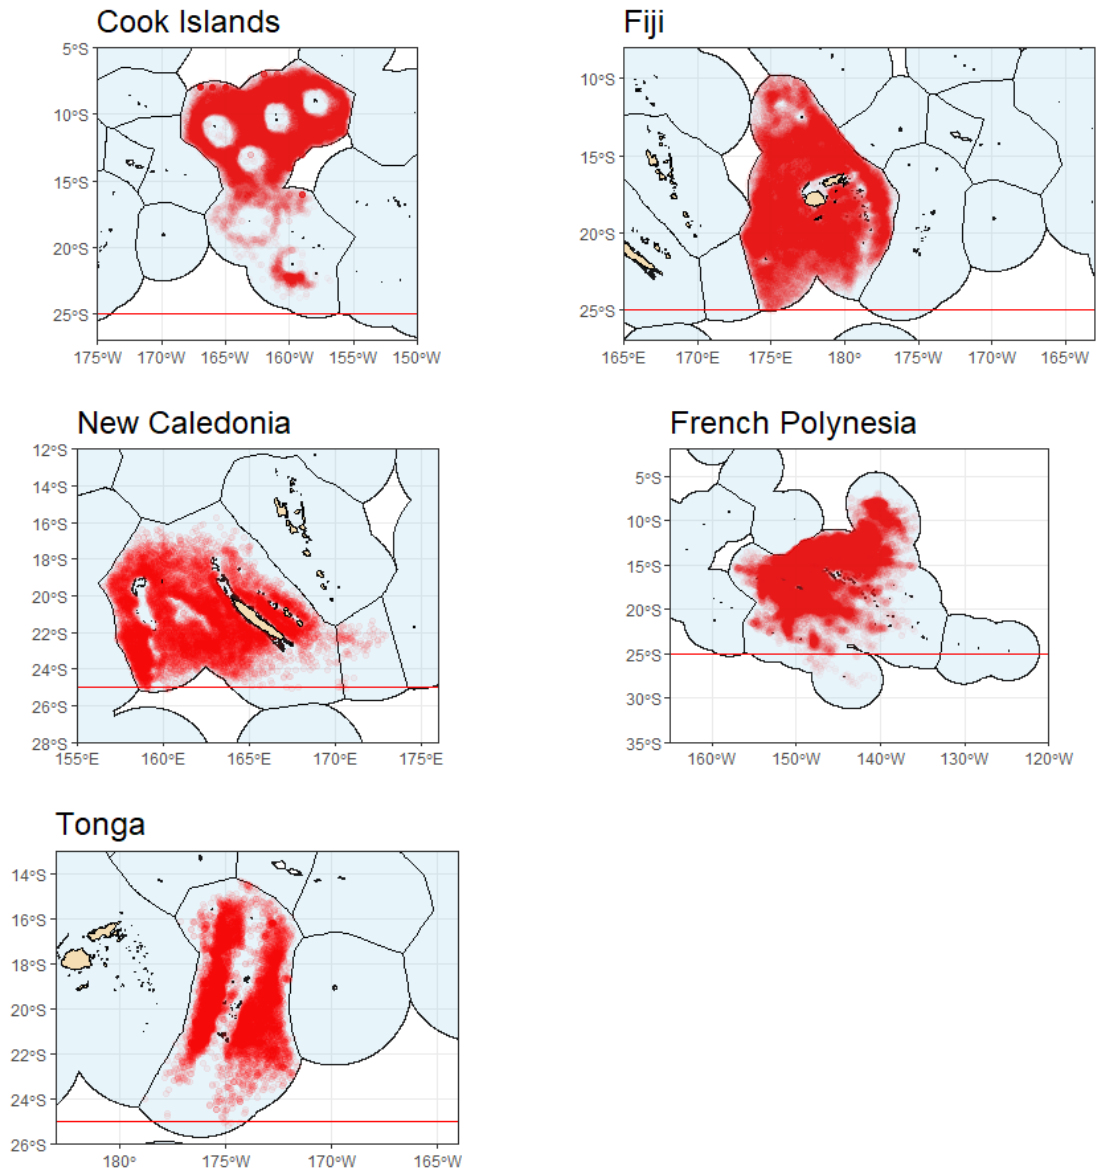 Cook Islands
5°S
10°S
15°S
20°S
25°S
175°W 170°W 165°W 160°W 155°W 150°W
Fiji
10°S
15°S
20°S
25°S
165°E 170°E 175°E 180° 175°W 170°W 165°W
New Caledonia
12°S
14°S
16°S
18°S
20°S
22°S
24°S
26°S
28°S
155°E 160°E 165°E 170°E 175°E
French Polynesia
5°S
10°S
15°S
20°S
25°S
30°S
35°S
160°W 150°W 140°W 130°W 120°W
Tonga
14°S
16°S
18°S
20°S
22°S
24°S
26°S
180° 175°W 170°W 165°W